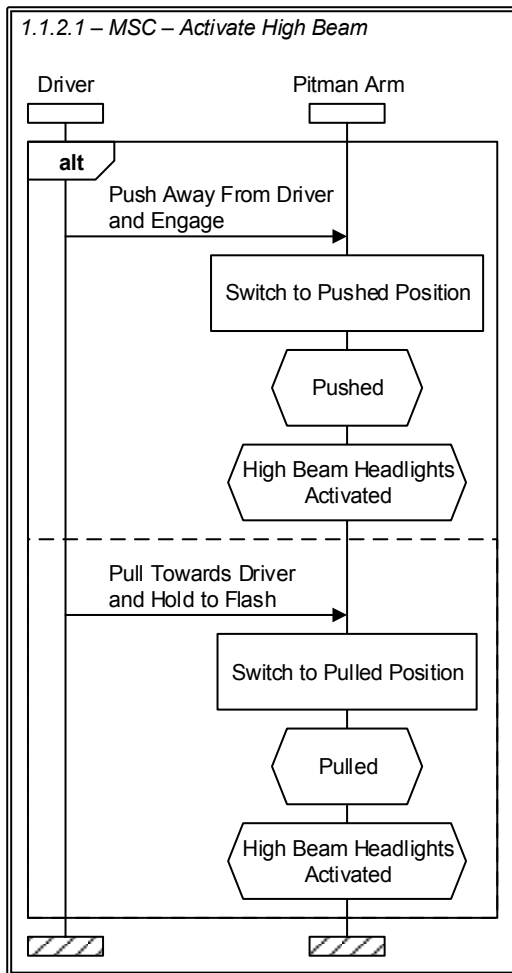 1.1.2.1 – MSC – Activate High Beam
Driver
Pitman Arm
alt
Push Away From Driver
and Engage
Switch to Pushed Position
Pushed
High Beam Headlights
Activated
Pull Towards Driver
and Hold to Flash
Switch to Pulled Position
Pulled
High Beam Headlights
Activated